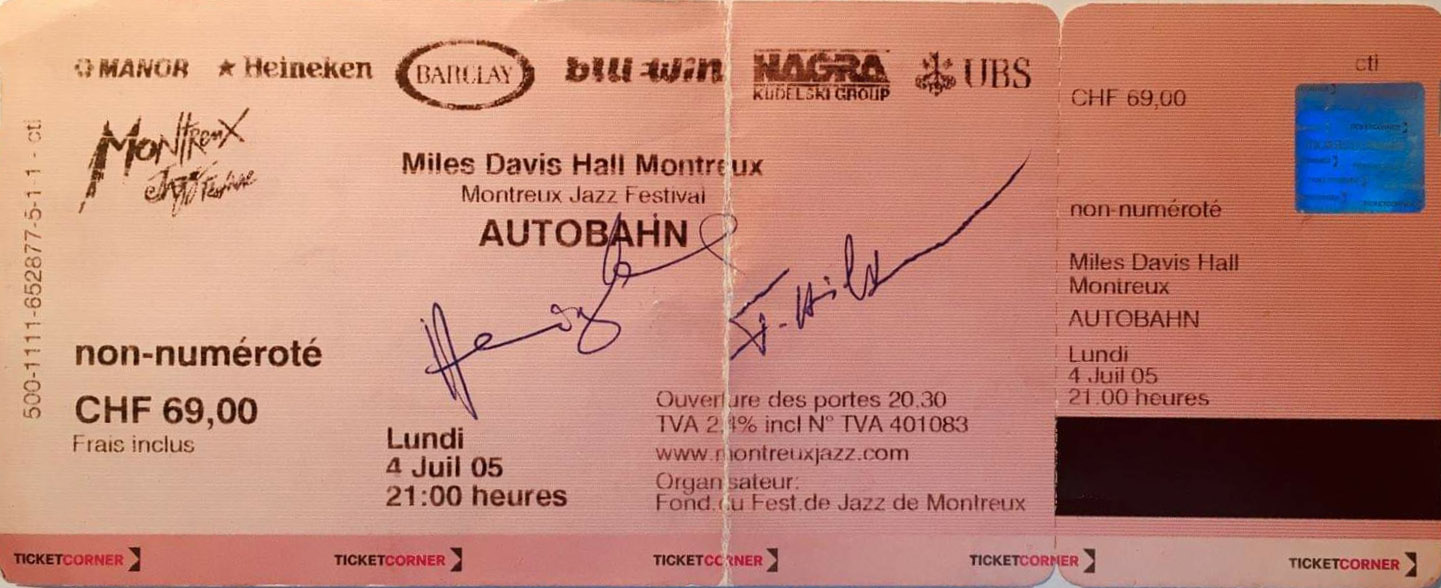 MANOR ★ Heineken BARCLAY bluewin NAGRA KUDELSKI GROUP UBS
MONTREUX
JAZZ Festival
Miles Davis Hall Montreux
Montreux Jazz Festival
AUTOBAHN
500-1111-652877-5-1 1 - cti
non-numéroté
CHF 69,00
Frais inclus
Lundi
4 Juil 05
21:00 heures
Ouverture des portes 20.30
TVA 2,4% incl N° TVA 401083
www.montreuxjazz.com
Organisateur:
Fond.du Fest.de Jazz de Montreux
TICKETCORNER TICKETCORNER TICKETCORNER TICKETCORNER TICKETCORNER
cti
CHF 69,00
non-numéroté
Miles Davis Hall
Montreux
AUTOBAHN
Lundi
4 Juil 05
21:00 heures